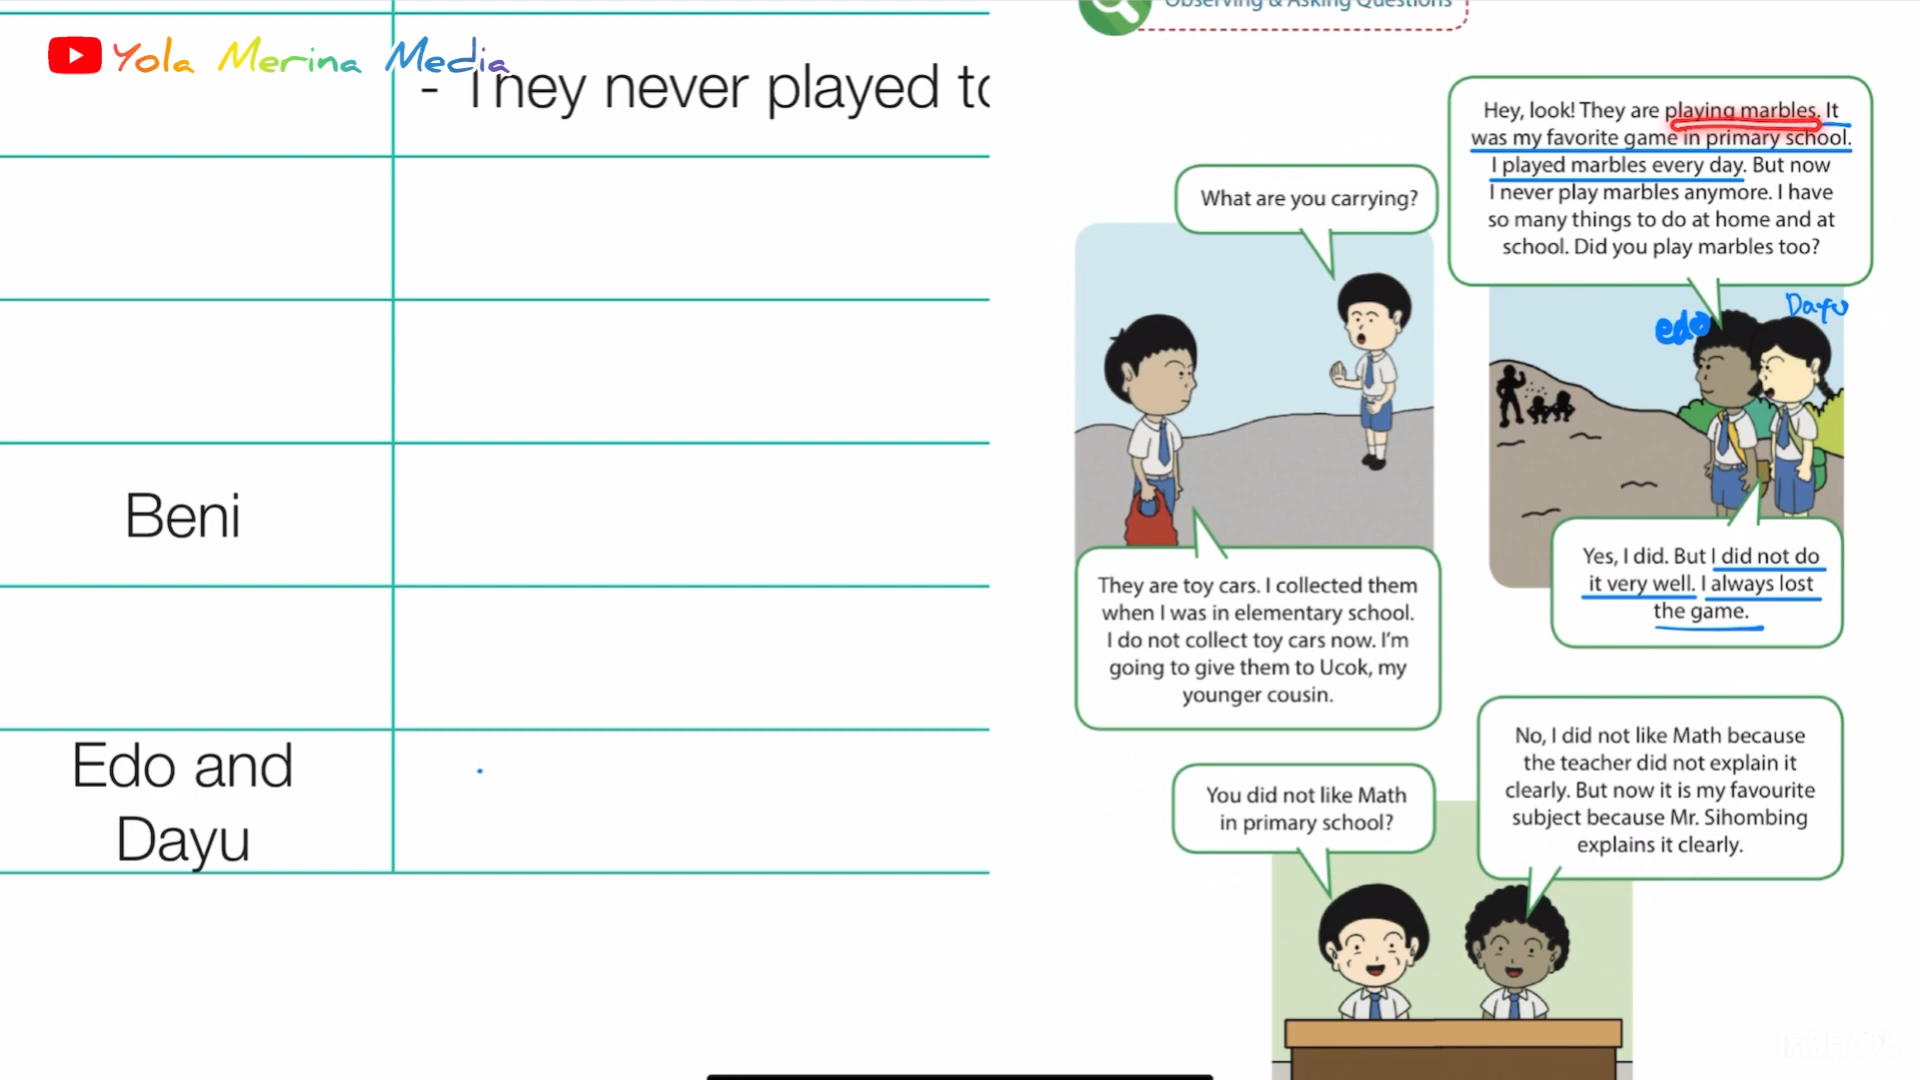 Yola Merina Media
- They never played to
Beni
Edo and
Dayu
Observing & Asking Questions
Hey, look! They are playing marbles. It
was my favorite game in primary school.
I played marbles every day. But now
I never play marbles anymore. I have
so many things to do at home and at
school. Did you play marbles too?
What are you carrying?
edo
Dayu
They are toy cars. I collected them
when I was in elementary school.
I do not collect toy cars now. I'm
going to give them to Ucok, my
younger cousin.
Yes, I did. But I did not do
it very well. I always lost
the game.
You did not like Math
in primary school?
No, I did not like Math because
the teacher did not explain it
clearly. But now it is my favourite
subject because Mr. Sihombing
explains it clearly.